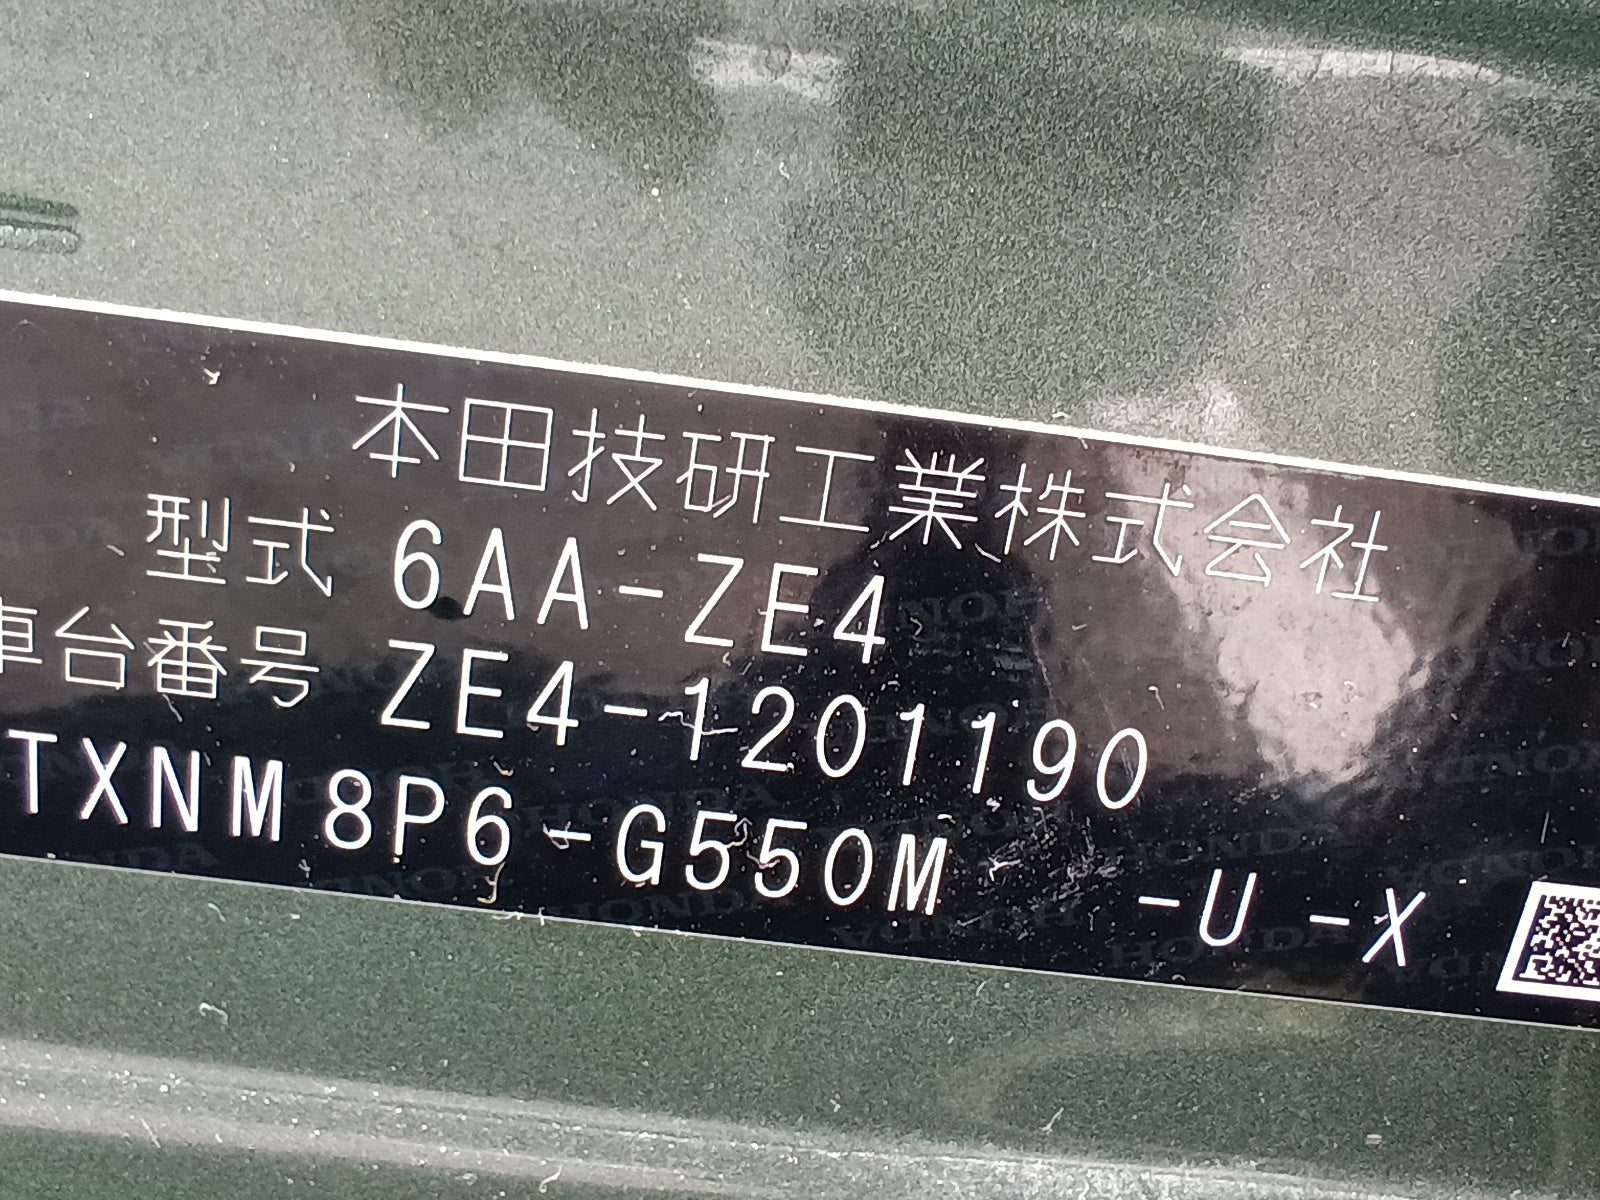 本田技研工業株式会社
型式 6AA-ZE4
車台番号 ZE4-1201190
TXNM8P6-G550M -U -X